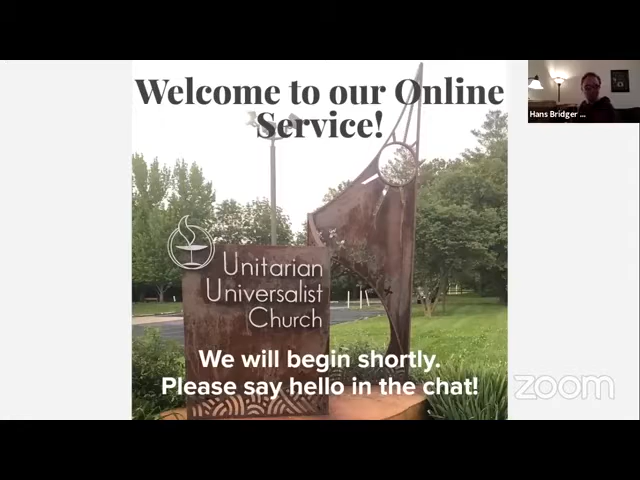 Welcome to our Online
Service!
Hans Bridger ...
Unitarian
Universalist
Church
We will begin shortly.
Please say hello in the chat!
zoom